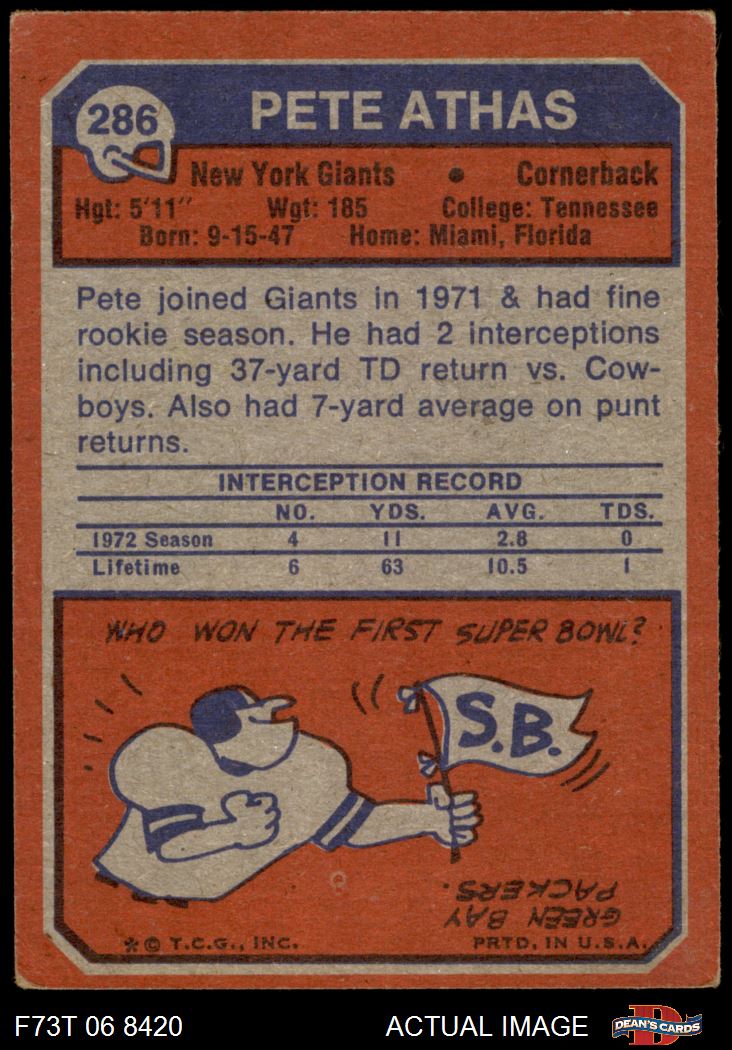 286
PETE ATHAS
New York Giants • Cornerback
Hgt: 5'11" Wgt: 185 College: Tennessee
Born: 9-15-47 Home: Miami, Florida
Pete joined Giants in 1971 & had fine
rookie season. He had 2 interceptions
including 37-yard TD return vs. Cow-
boys. Also had 7-yard average on punt
returns.
INTERCEPTION RECORD
NO. YDS. AVG. TDS.
1972 Season 4 11 2.8 0
Lifetime 6 63 10.5 1
WHO WON THE FIRST SUPER BOWL?
S.B.
GREEN BAY
PACKERS.
* © T.C.G., INC. PRTD. IN U.S.A.
F73T 06 8420 ACTUAL IMAGE
D
DEAN'S CARDS